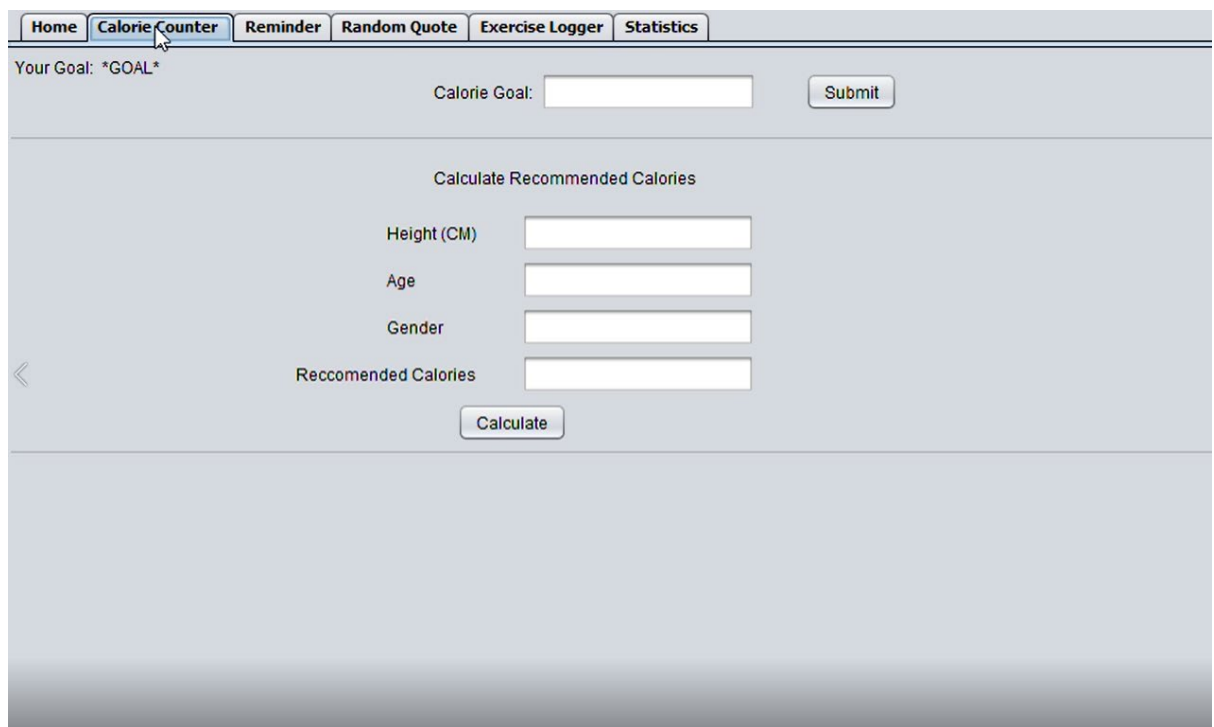 Home Calorie Counter Reminder Random Quote Exercise Logger Statistics
Your Goal: *GOAL*
Calorie Goal: Submit
Calculate Recommended Calories
Height (CM)
Age
Gender
Reccomended Calories
Calculate